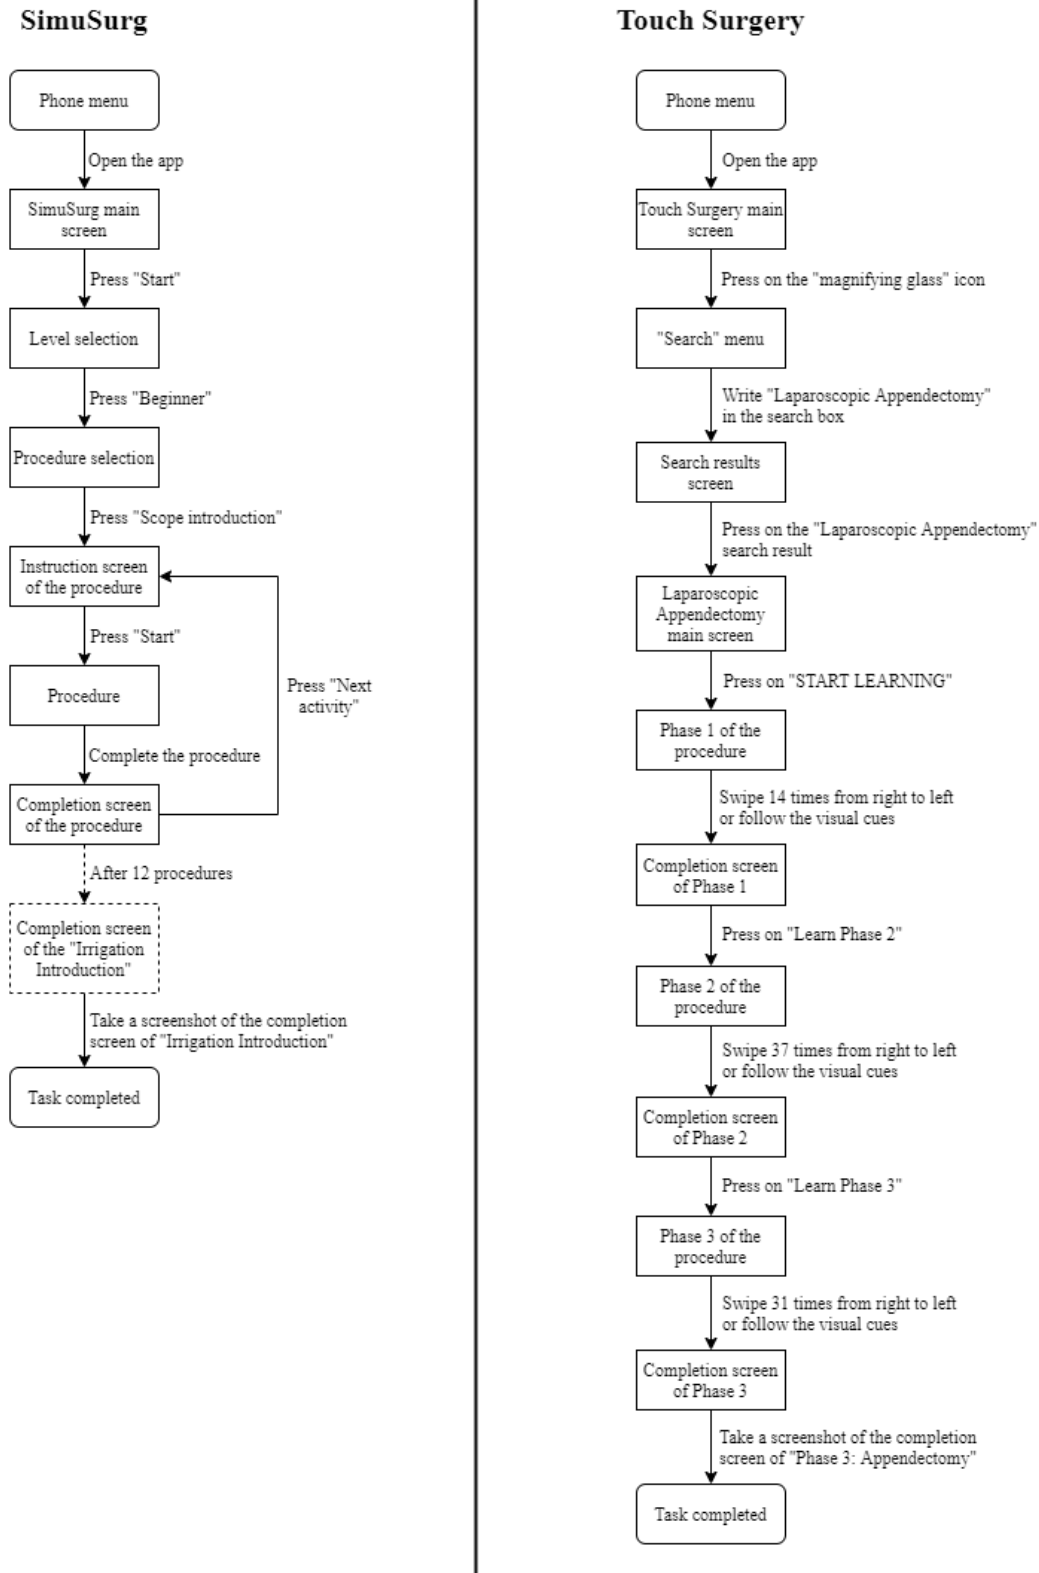 SimuSurg
Phone menu
Open the app
SimuSurg main
screen
Press "Start"
Level selection
Press "Beginner"
Procedure selection
Press "Scope introduction"
Instruction screen
of the procedure
Press "Start"
Procedure
Press "Next
activity"
Complete the procedure
Completion screen
of the procedure
After 12 procedures
Completion screen
of the "Irrigation
Introduction"
Take a screenshot of the completion
screen of "Irrigation Introduction"
Task completed
Touch Surgery
Phone menu
Open the app
Touch Surgery main
screen
Press on the "magnifying glass" icon
"Search" menu
Write "Laparoscopic Appendectomy"
in the search box
Search results
screen
Press on the "Laparoscopic Appendectomy"
search result
Laparoscopic
Appendectomy
main screen
Press on "START LEARNING"
Phase 1 of the
procedure
Swipe 14 times from right to left
or follow the visual cues
Completion screen
of Phase 1
Press on "Learn Phase 2"
Phase 2 of the
procedure
Swipe 37 times from right to left
or follow the visual cues
Completion screen
of Phase 2
Press on "Learn Phase 3"
Phase 3 of the
procedure
Swipe 31 times from right to left
or follow the visual cues
Completion screen
of Phase 3
Take a screenshot of the completion
screen of "Phase 3: Appendectomy"
Task completed